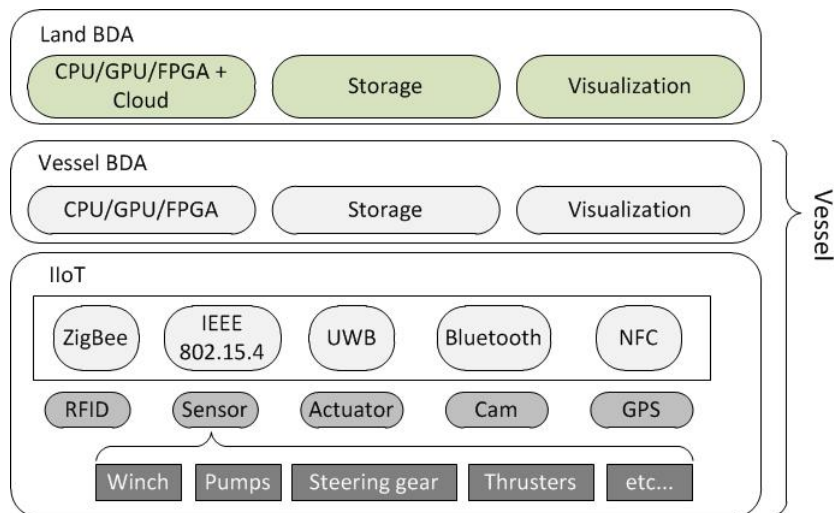 Land BDA
CPU/GPU/FPGA +
Cloud
Storage
Visualization
Vessel BDA
CPU/GPU/FPGA
Storage
Visualization
Vessel
IIoT
ZigBee
IEEE
802.15.4
UWB
Bluetooth
NFC
RFID
Sensor
Actuator
Cam
GPS
Winch
Pumps
Steering gear
Thrusters
etc...